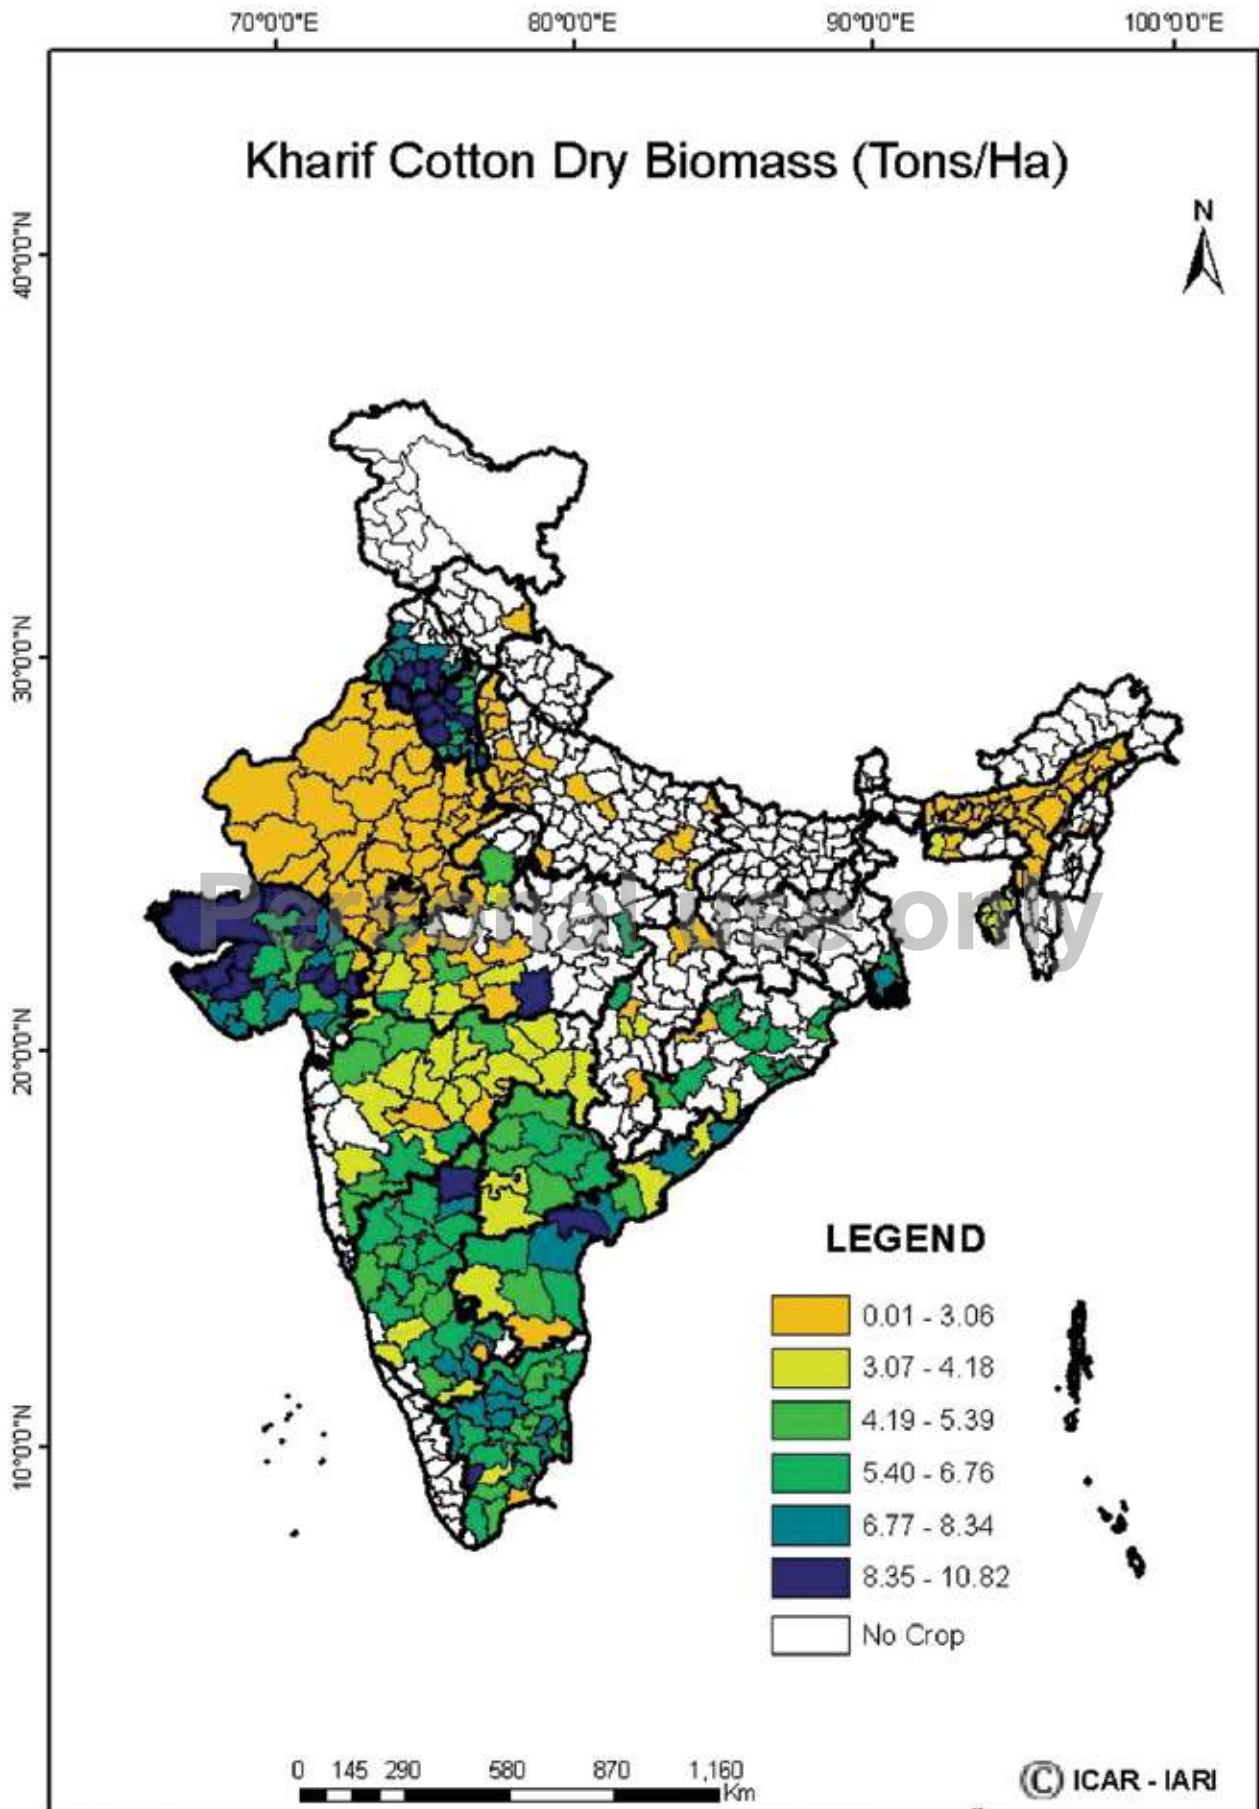 70°0'0"E 80°0'0"E 90°0'0"E 100°0'0"E
Kharif Cotton Dry Biomass (Tons/Ha)
N
40°0'0"N
30°0'0"N
20°0'0"N
10°0'0"N
Personal use only
LEGEND
0.01 - 3.06
3.07 - 4.18
4.19 - 5.39
5.40 - 6.76
6.77 - 8.34
8.35 - 10.82
No Crop
0 145 290 580 870 1,160
Km
© ICAR - IARI